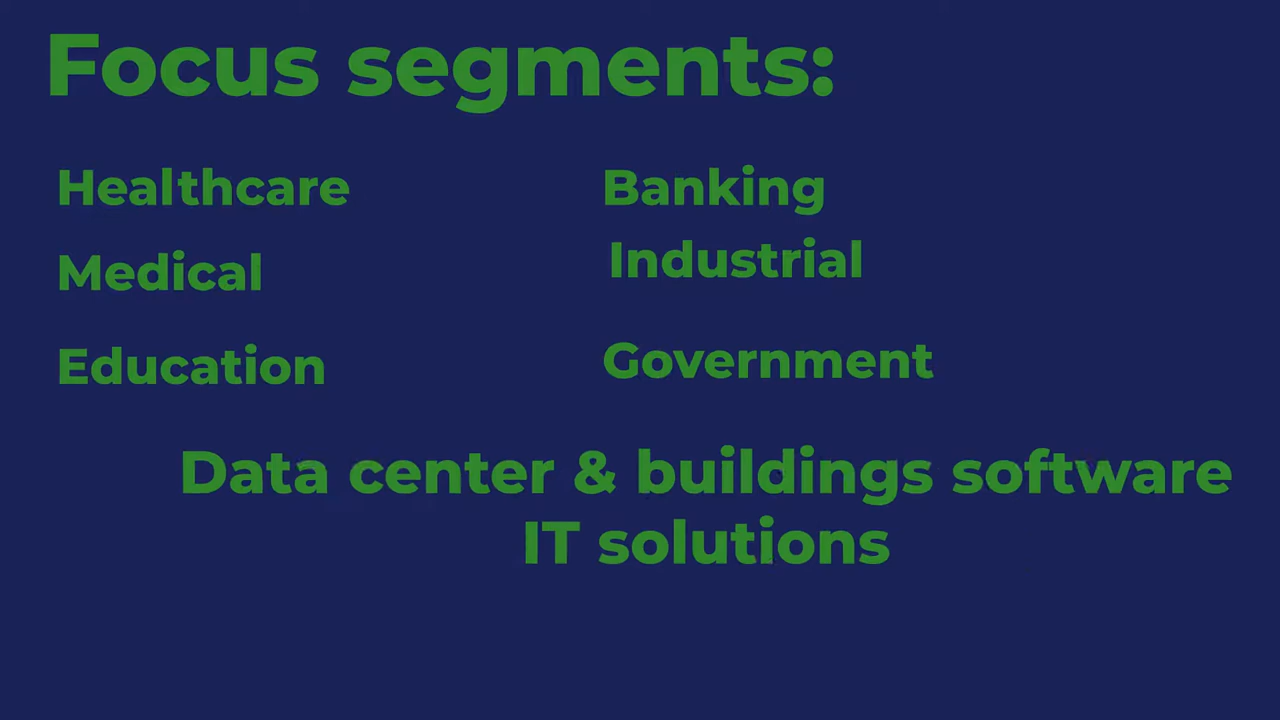 Focus segments:
Healthcare
Banking
Medical
Industrial
Education
Government
Data center & buildings software
IT solutions